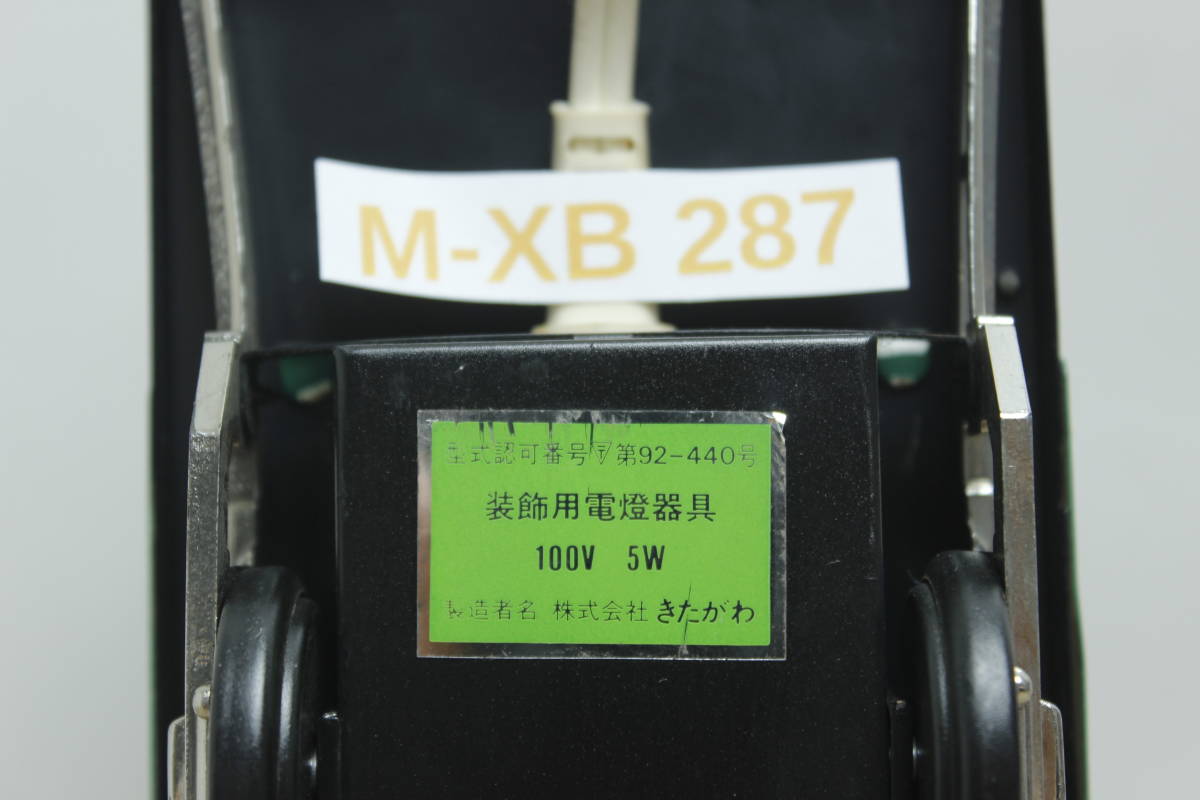 M-XB 287
型式認可番号〒第92-440号
装飾用電燈器具
100V 5W
製造者名 株式会社 きたがわ